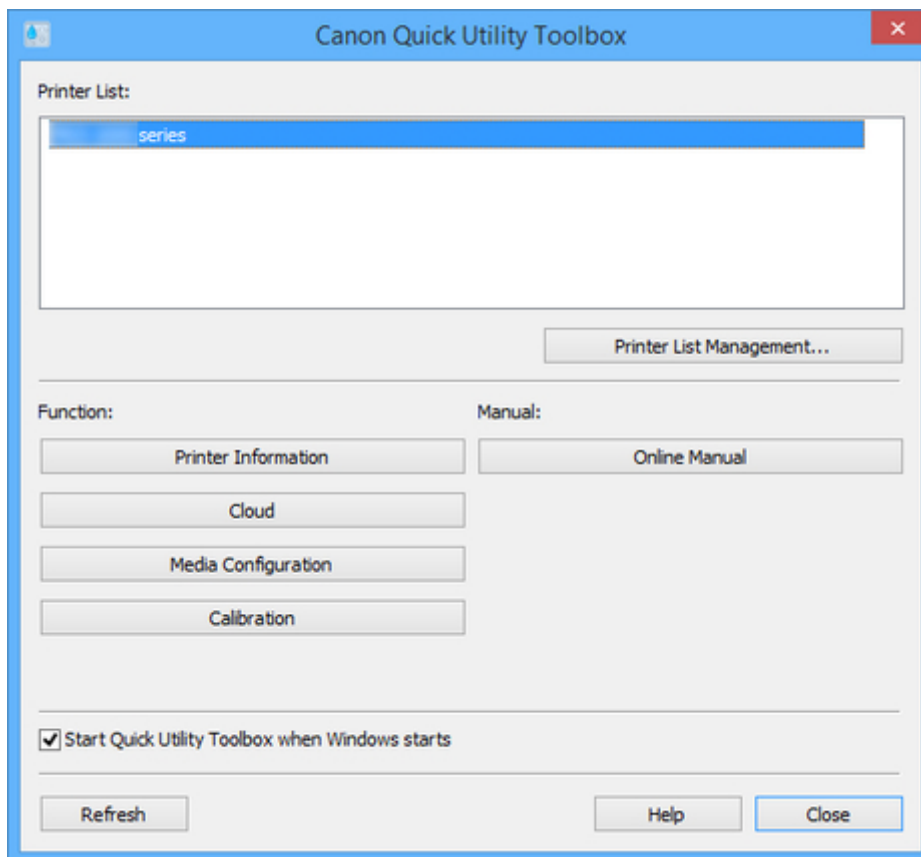 Canon Quick Utility Toolbox
Printer List:
series
Printer List Management...
Function:
Manual:
Printer Information
Online Manual
Cloud
Media Configuration
Calibration
Start Quick Utility Toolbox when Windows starts
Refresh
Help
Close